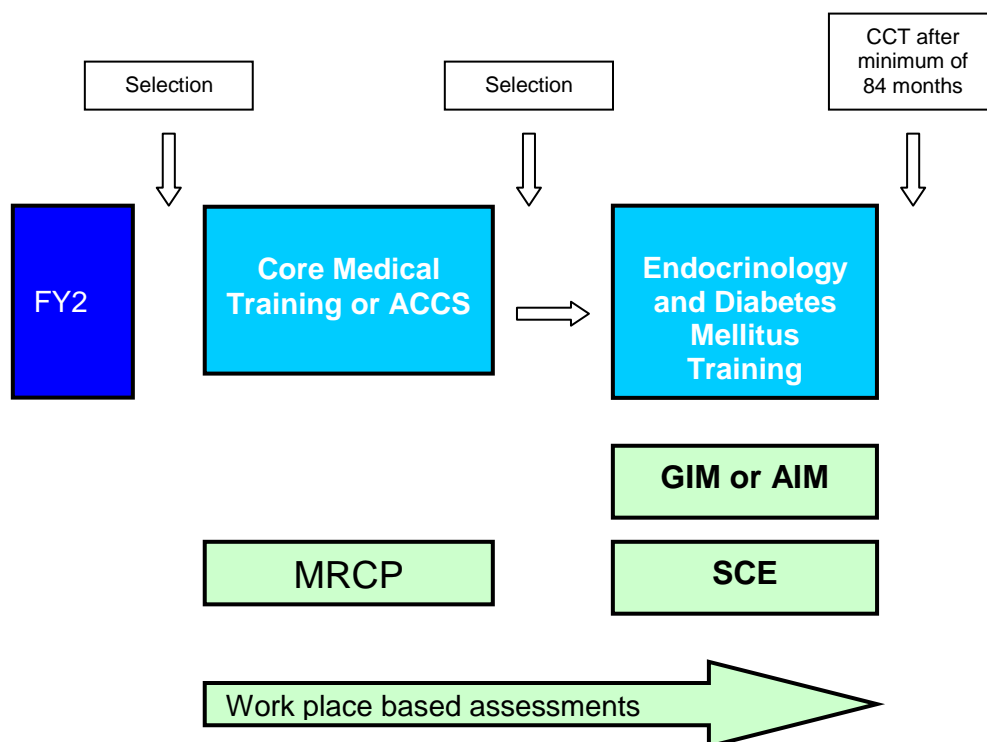 Selection
Selection
CCT after
minimum of
84 months
FY2
Core Medical
Training or ACCS
Endocrinology
and Diabetes
Mellitus
Training
GIM or AIM
MRCP
SCE
Work place based assessments